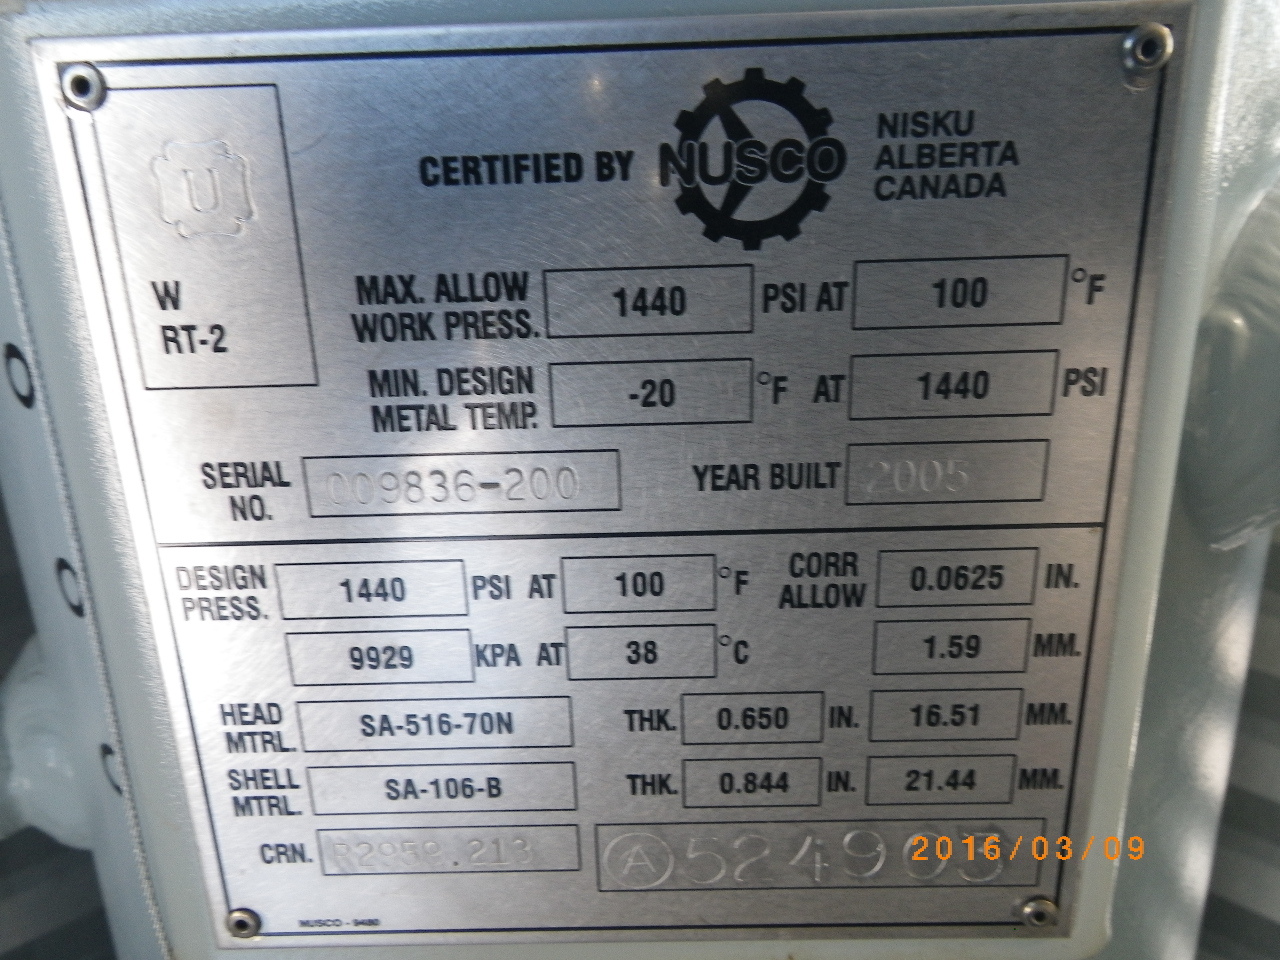 U
W
RT-2
CERTIFIED BY NUSCO
NISKU
ALBERTA
CANADA
MAX. ALLOW WORK PRESS. 1440 PSI AT 100 °F
MIN. DESIGN METAL TEMP. -20 °F AT 1440 PSI
SERIAL NO. 009836-200 YEAR BUILT 2005
DESIGN PRESS. 1440 PSI AT 100 °F CORR ALLOW 0.0625 IN.
9929 KPA AT 38 °C 1.59 MM.
HEAD MTRL. SA-516-70N THK. 0.650 IN. 16.51 MM.
SHELL MTRL. SA-106-B THK. 0.844 IN. 21.44 MM.
CRN. R2959.213 A 524905
2016/03/09
NUSCO - 9480